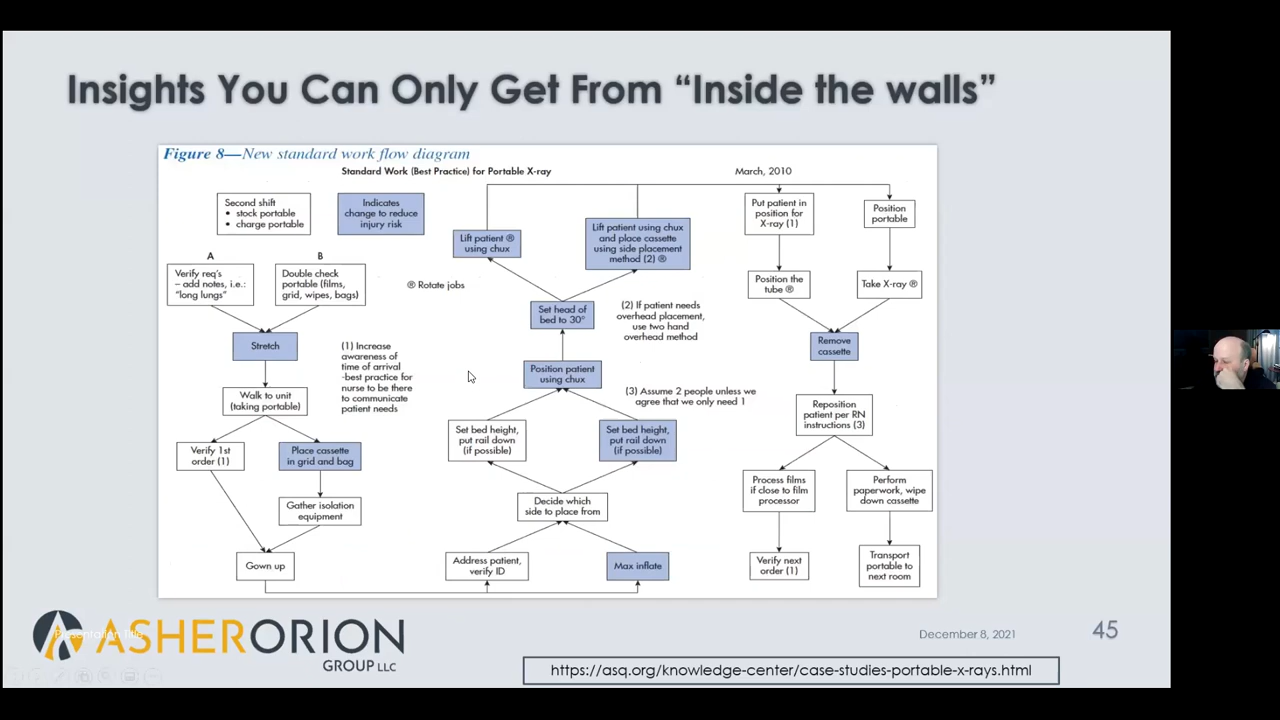 Insights You Can Only Get From “Inside the walls”
Figure 8—New standard work flow diagram
Standard Work (Best Practice) for Portable X-ray
March, 2010
Second shift
• stock portable
• charge portable
Indicates
change to reduce
injury risk
A
B
Verify req's
– add notes, i.e.:
"long lungs"
Double check
portable (films,
grid, wipes, bags)
Stretch
Walk to unit
(taking portable)
Verify 1st
order (1)
Place cassette
in grid and bag
Gather isolation
equipment
Gown up
(1) Increase
awareness of
time of arrival
-best practice for
nurse to be there
to communicate
patient needs
® Rotate jobs
Lift patient ®
using chux
Lift patient using chux
and place cassette
using side placement
method (2) ®
Set head of
bed to 30°
(2) If patient needs
overhead placement,
use two hand
overhead method
Position patient
using chux
(3) Assume 2 people unless we
agree that we only need 1
Set bed height,
put rail down
(if possible)
Set bed height,
put rail down
(if possible)
Decide which
side to place from
Address patient,
verify ID
Max inflate
Put patient in
position for
X-ray (1)
Position
portable
Position the
tube ®
Take X-ray ®
Remove
cassette
Reposition
patient per RN
instructions (3)
Process films
if close to film
processor
Perform
paperwork, wipe
down cassette
Verify next
order (1)
Transport
portable to
next room
Presentation Title
ASHERORION
GROUP LLC
December 8, 2021
45
https://asq.org/knowledge-center/case-studies-portable-x-rays.html